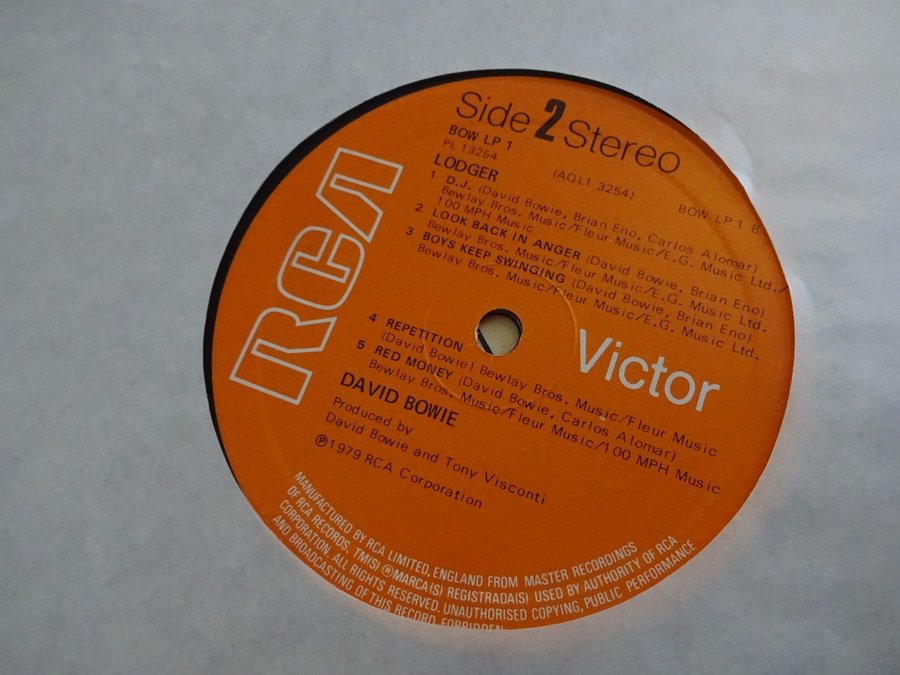 RCA
Victor
Side 2 Stereo
BOW LP 1
PL 13254
(AQL1 3254)
BOW LP 1 B
LODGER
1 D.J. (David Bowie, Brian Eno, Carlos Alomar)
Bewlay Bros. Music/Fleur Music/E.G. Music Ltd./
100 MPH Music
2 LOOK BACK IN ANGER (David Bowie, Brian Eno)
Bewlay Bros. Music/Fleur Music/E.G. Music Ltd.
3 BOYS KEEP SWINGING (David Bowie, Brian Eno)
Bewlay Bros. Music/Fleur Music/E.G. Music Ltd.
4 REPETITION
(David Bowie) Bewlay Bros. Music/Fleur Music
5 RED MONEY (David Bowie, Carlos Alomar)
Bewlay Bros. Music/Fleur Music/100 MPH Music
DAVID BOWIE
Produced by
David Bowie and Tony Visconti
℗1979 RCA Corporation
MANUFACTURED BY RCA LIMITED, ENGLAND FROM MASTER RECORDINGS
OF RCA RECORDS, TM(S) ®MARCA(S) REGISTRADA(S) USED BY AUTHORITY OF RCA
CORPORATION. ALL RIGHTS RESERVED. UNAUTHORISED COPYING, PUBLIC PERFORMANCE
AND BROADCASTING OF THIS RECORD FORBIDDEN